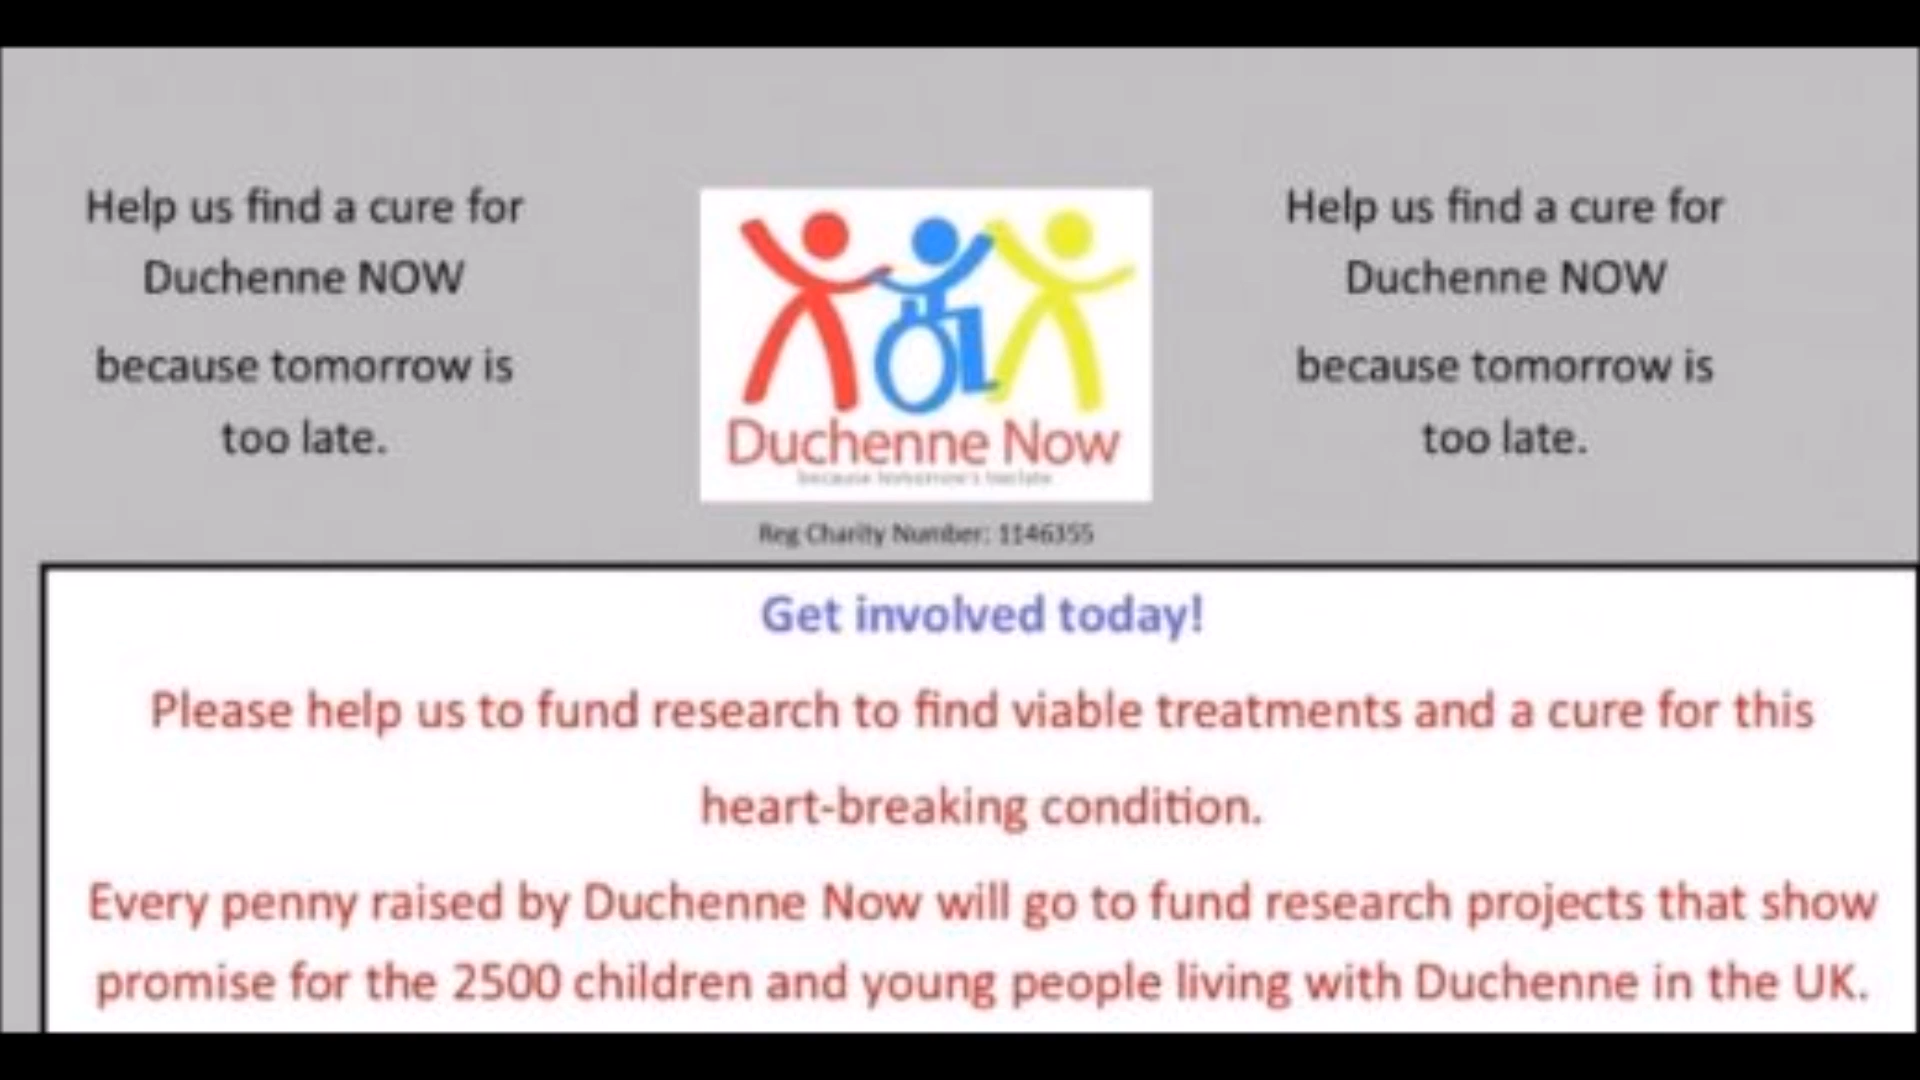 Help us find a cure for
Duchenne NOW
because tomorrow is
too late.
Duchenne Now
because tomorrow's too late
Reg Charity Number: 1146355
Help us find a cure for
Duchenne NOW
because tomorrow is
too late.
Get involved today!
Please help us to fund research to find viable treatments and a cure for this
heart-breaking condition.
Every penny raised by Duchenne Now will go to fund research projects that show
promise for the 2500 children and young people living with Duchenne in the UK.